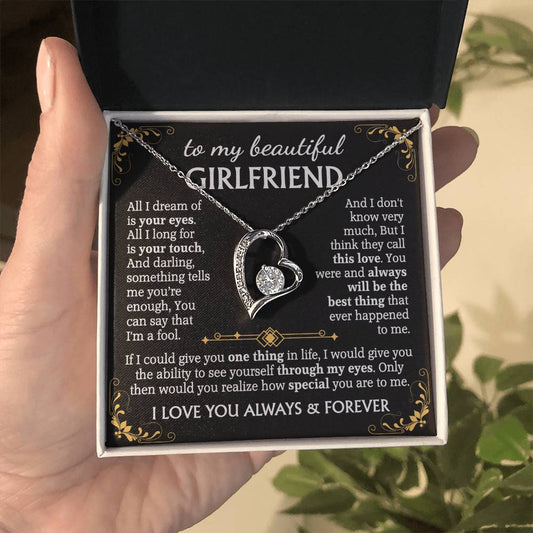 to my beautiful
GIRLFRIEND
All I dream of
is your eyes.
All I long for
is your touch,
And darling,
something tells
me you're
enough, You
can say that
I'm a fool.
And I don't
know very
much, But I
think they call
this love. You
were and always
will be the
best thing that
ever happened
to me.
If I could give you one thing in life, I would give you
the ability to see yourself through my eyes. Only
then would you realize how special you are to me.
I LOVE YOU ALWAYS & FOREVER